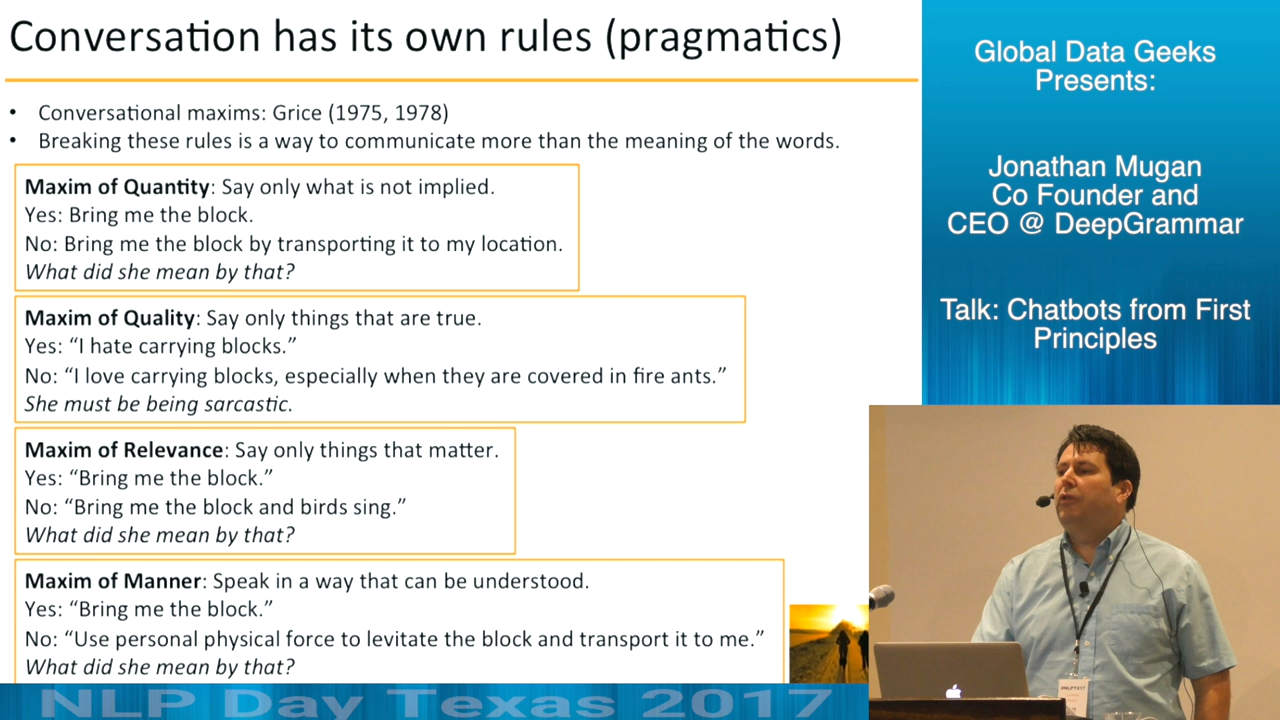 Conversation has its own rules (pragmatics)
• Conversational maxims: Grice (1975, 1978)
• Breaking these rules is a way to communicate more than the meaning of the words.
Maxim of Quantity: Say only what is not implied.
Yes: Bring me the block.
No: Bring me the block by transporting it to my location.
What did she mean by that?
Maxim of Quality: Say only things that are true.
Yes: “I hate carrying blocks.”
No: “I love carrying blocks, especially when they are covered in fire ants.”
She must be being sarcastic.
Maxim of Relevance: Say only things that matter.
Yes: “Bring me the block.”
No: “Bring me the block and birds sing.”
What did she mean by that?
Maxim of Manner: Speak in a way that can be understood.
Yes: “Bring me the block.”
No: “Use personal physical force to levitate the block and transport it to me.”
What did she mean by that?
NLP Day Texas 2017
Global Data Geeks
Presents:
Jonathan Mugan
Co Founder and
CEO @ DeepGrammar
Talk: Chatbots from First
Principles